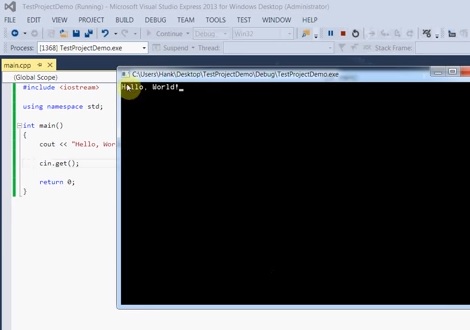 TestProjectDemo (Running) - Microsoft Visual Studio Express 2013 for Windows Desktop (Administrator)
FILE EDIT VIEW PROJECT BUILD DEBUG TEAM TOOLS TEST WINDOW HELP
Continue Debug Win32
Process: [1368] TestProjectDemo.exe Suspend Thread: Stack Frame:
main.cpp
(Global Scope)
C:\Users\Hank\Desktop\TestProjectDemo\Debug\TestProjectDemo.exe
#include <iostream>
Hello, World!
using namespace std;
int main()
{
cout << "Hello, Wor
cin.get();
return 0;
}